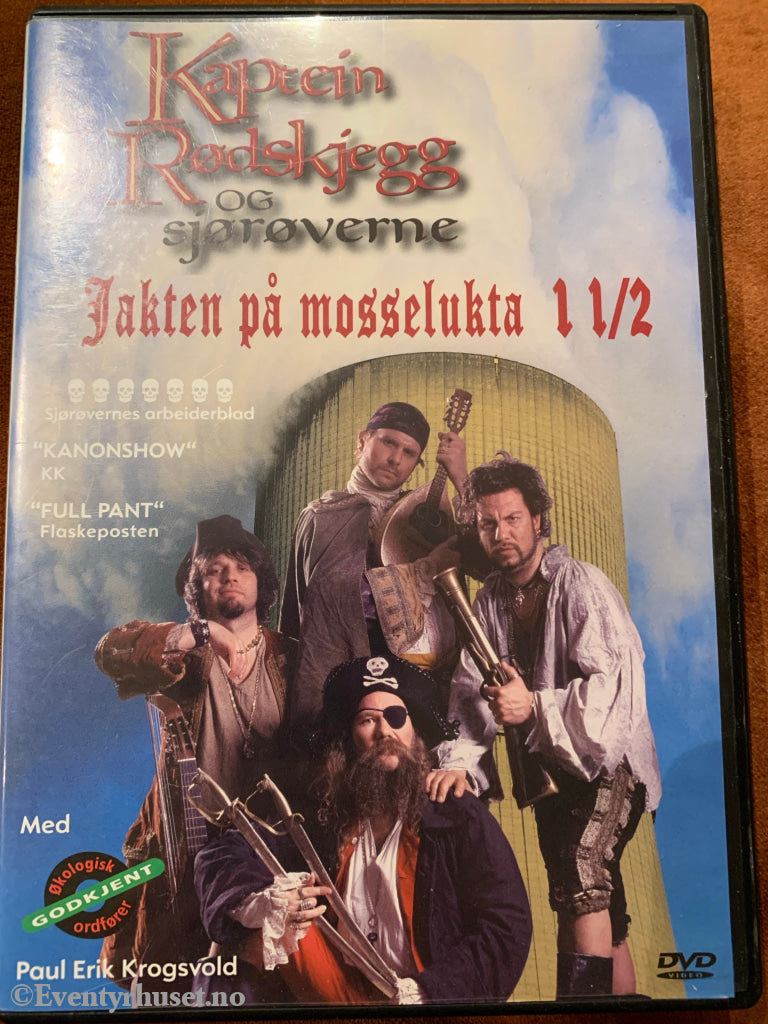 Kaptein
Rødskjegg
OG
sjørøverne
Jakten på mosselukta 1 1/2
Sjørøvernes arbeiderblad
"KANONSHOW"
KK
"FULL PANT"
Flaskeposten
Med
Økologisk
GODKJENT
ordfører
Paul Erik Krogsvold
DVD
VIDEO
©Eventyrhuset.no